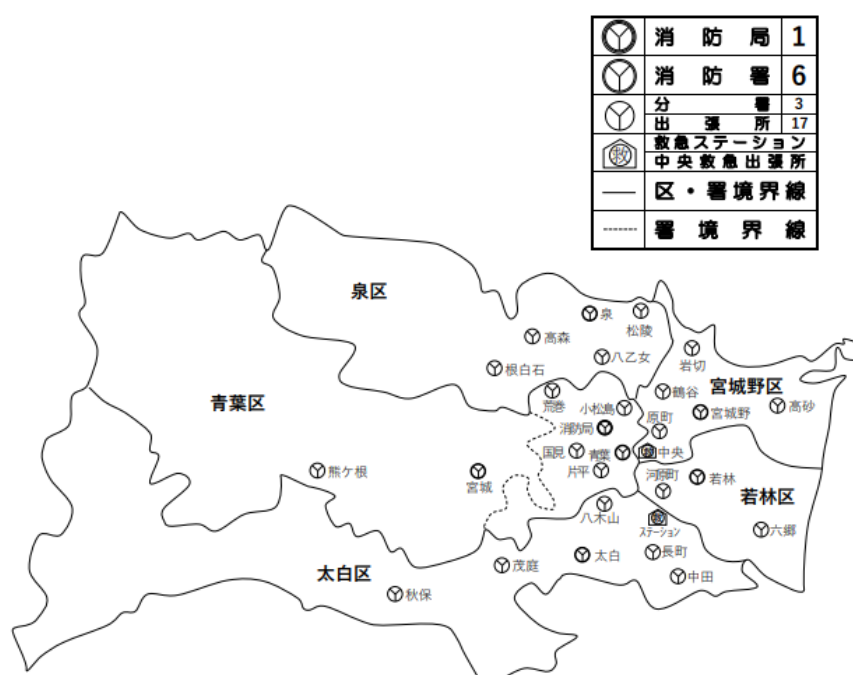 消防局 1
消防署 6
分署 3
出張所 17
救急ステーション
中央救急出張所
区・署境界線
署境界線
泉区
泉
松陵
高森
八乙女
根白石
岩切
宮城野区
青葉区
荒巻
小松島
鶴谷
宮城野
高砂
原町
消防局
国見
青葉
救 中央
片平
熊ケ根
宮城
河原町
若林
若林区
八木山
救
ステーション
六郷
太白区
茂庭
太白
長町
中田
秋保